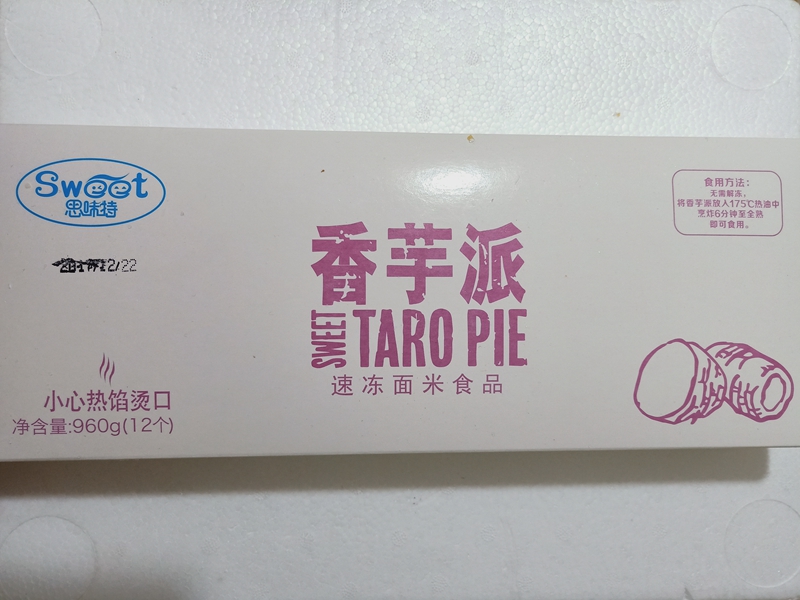 Sweet
思味特
12/22
小心热馅烫口
净含量:960g(12个)
香芋派
SWEET
TARO PIE
速冻面米食品
食用方法：
无需解冻，
将香芋派放入175℃热油中
烹炸6分钟至全熟
即可食用。